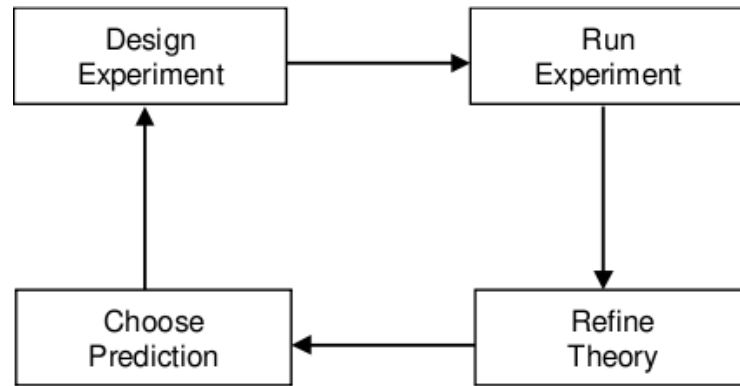 Design
Experiment
Run
Experiment
Choose
Prediction
Refine
Theory